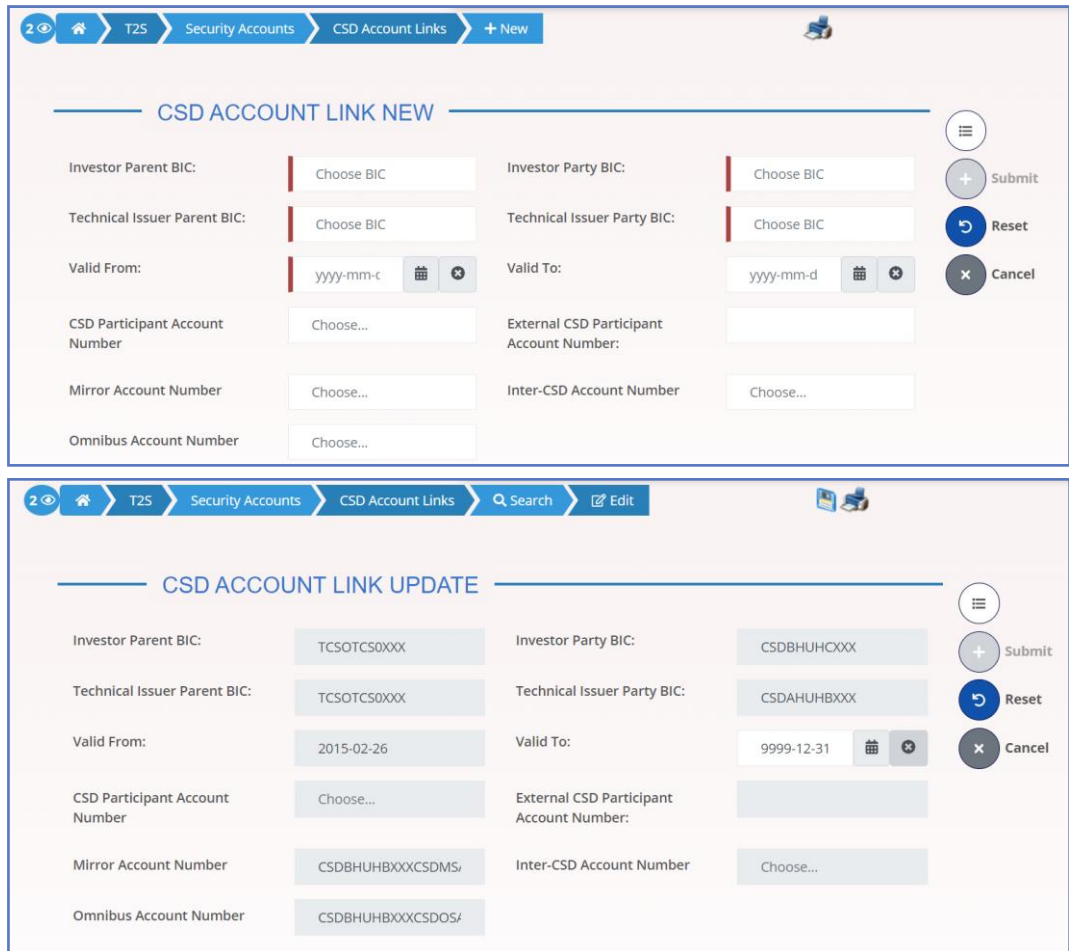 2 T2S Security Accounts CSD Account Links + New
CSD ACCOUNT LINK NEW
Investor Parent BIC: Choose BIC Investor Party BIC: Choose BIC
Submit
Technical Issuer Parent BIC: Choose BIC Technical Issuer Party BIC: Choose BIC
Reset
Valid From: yyyy-mm-d Valid To: yyyy-mm-d
Cancel
CSD Participant Account Number Choose... External CSD Participant Account Number:
Mirror Account Number Choose... Inter-CSD Account Number Choose...
Omnibus Account Number Choose...
2 T2S Security Accounts CSD Account Links Search Edit
CSD ACCOUNT LINK UPDATE
Investor Parent BIC: TCSOTCS0XXX Investor Party BIC: CSDBHUHCXXX
Submit
Technical Issuer Parent BIC: TCSOTCS0XXX Technical Issuer Party BIC: CSDAHUHBXXX
Reset
Valid From: 2015-02-26 Valid To: 9999-12-31
Cancel
CSD Participant Account Number Choose... External CSD Participant Account Number:
Mirror Account Number CSDBHUHBXXXCSDMS Inter-CSD Account Number Choose...
Omnibus Account Number CSDBHUHBXXXCSDOS